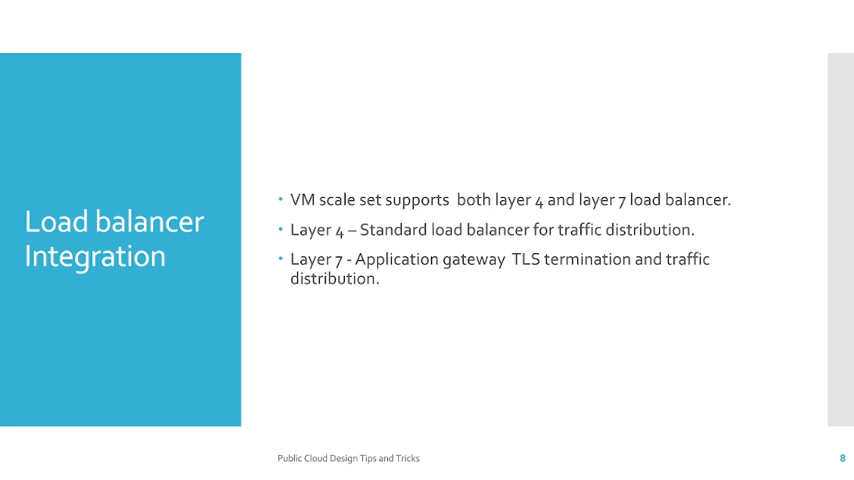 Load balancer
Integration
• VM scale set supports  both layer 4 and layer 7 load balancer.
• Layer 4 – Standard load balancer for traffic distribution.
• Layer 7 - Application gateway  TLS termination and traffic
distribution.
Public Cloud Design Tips and Tricks
8